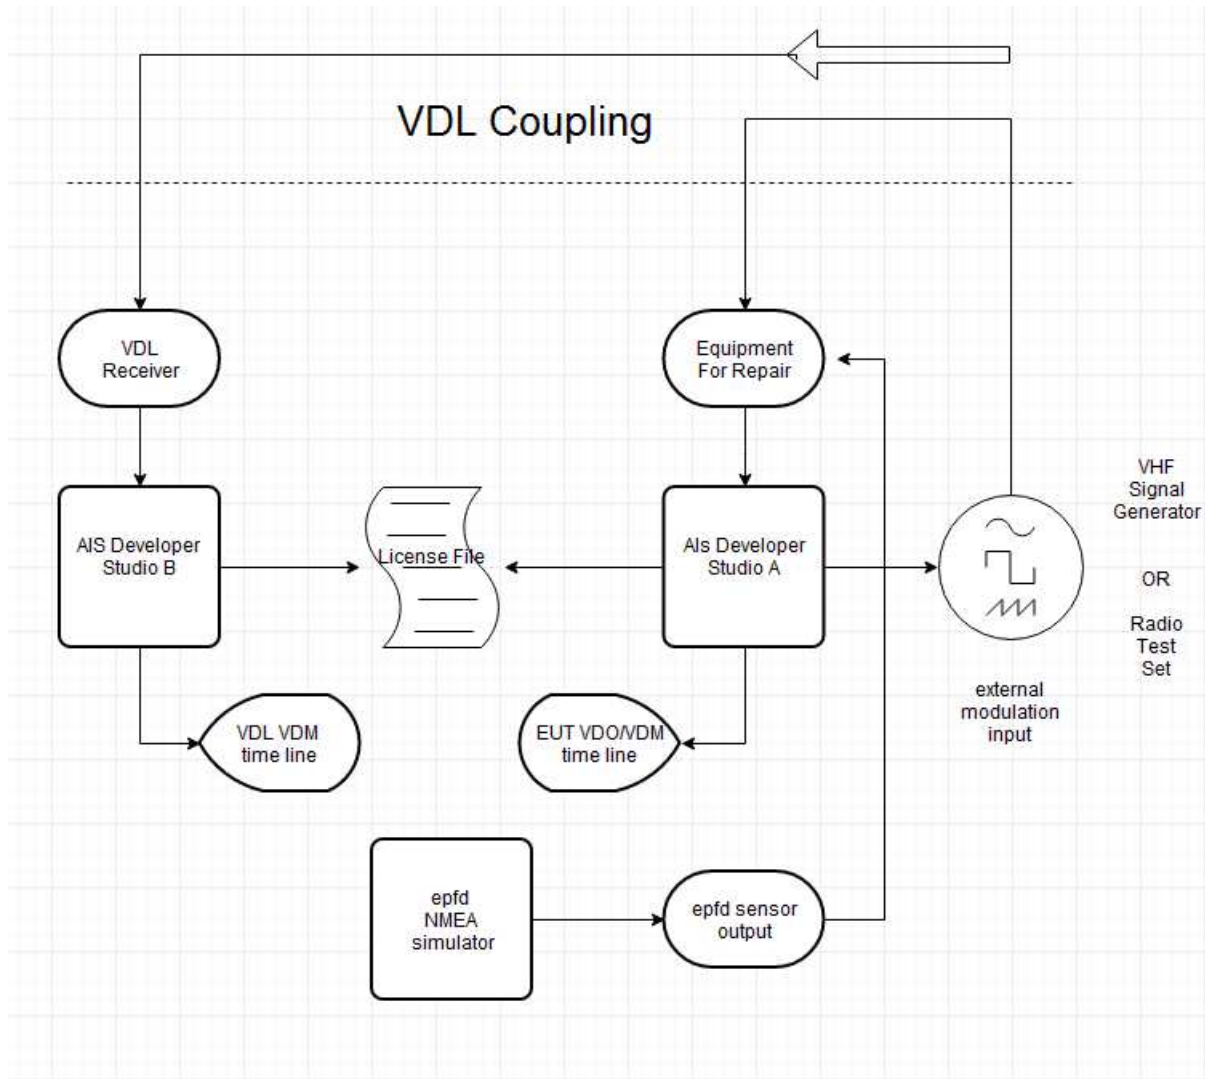 VDL Coupling
VDL
Receiver
Equipment
For Repair
VHF
Signal
Generator
OR
Radio
Test
Set
AIS Developer
Studio B
License File
AIs Developer
Studio A
external
modulation
input
VDL VDM
time line
EUT VDO/VDM
time line
epfd
NMEA
simulator
epfd sensor
output